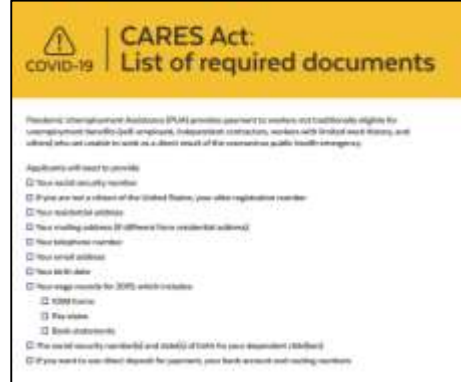 COVID-19
CARES Act:
List of required documents
Pandemic Unemployment Assistance (PUA) provides payment to workers not traditionally eligible for
unemployment benefits (self-employed, independent contractors, workers with limited work history, and
others) who are unable to work as a direct result of the coronavirus public health emergency.
Applicants will need to provide:
Your social security number
If you are not a citizen of the United States, your alien registration number
Your residential address
Your mailing address (if different from residential address)
Your telephone number
Your email address
Your birth date
Your wage records for 2019, which includes:
1099 forms
Pay stubs
Bank statements
The social security number(s) and date(s) of birth for your dependent child(ren)
If you want to use direct deposit for payment, your bank account and routing numbers